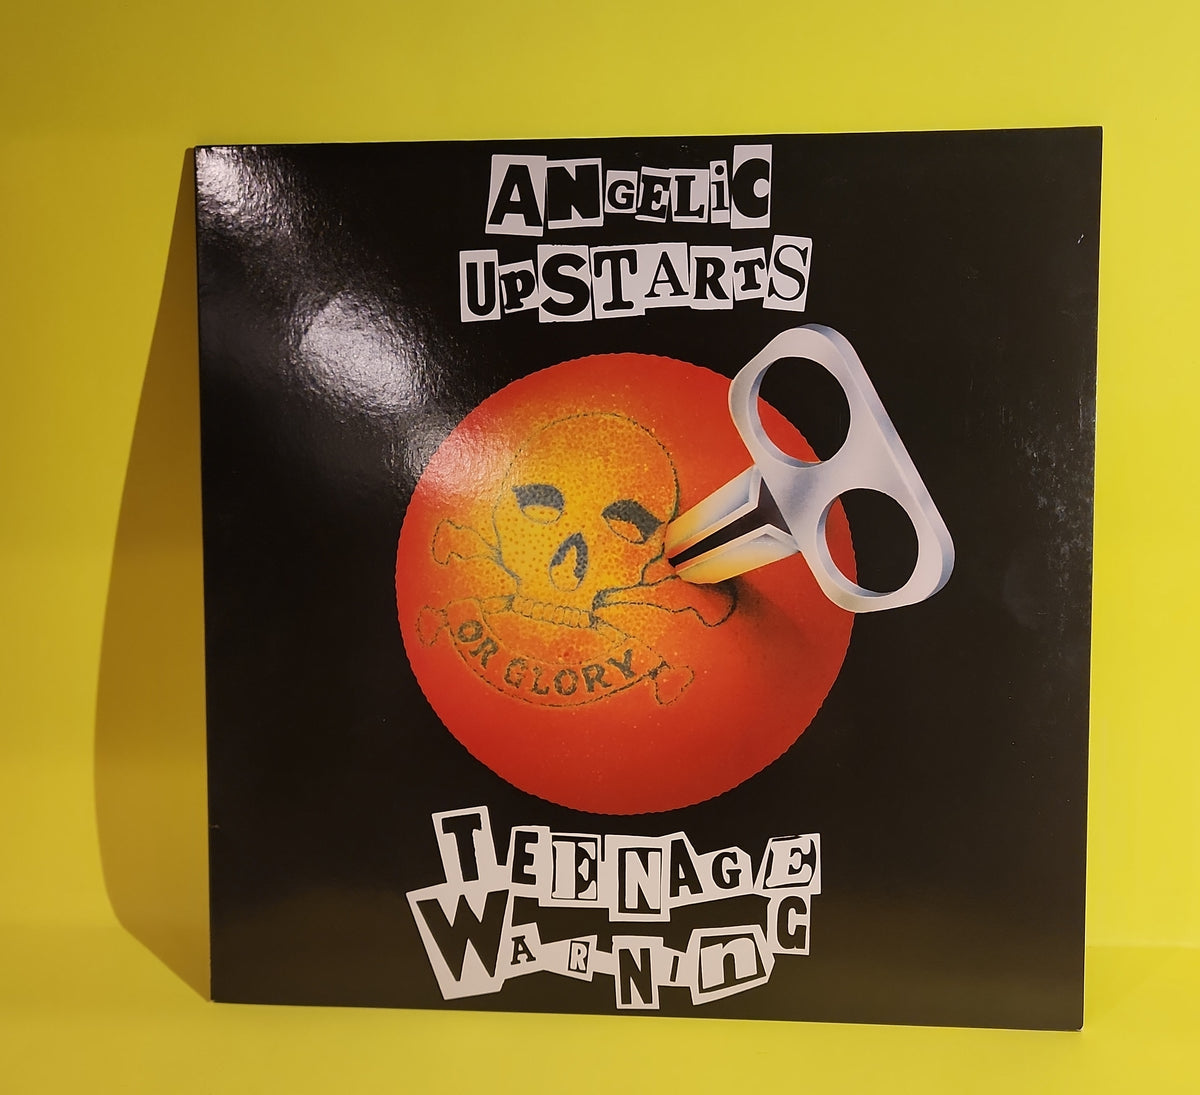 ANGELiC
UpSTARTS
OR GLORY
TEENAGE
WARNinG